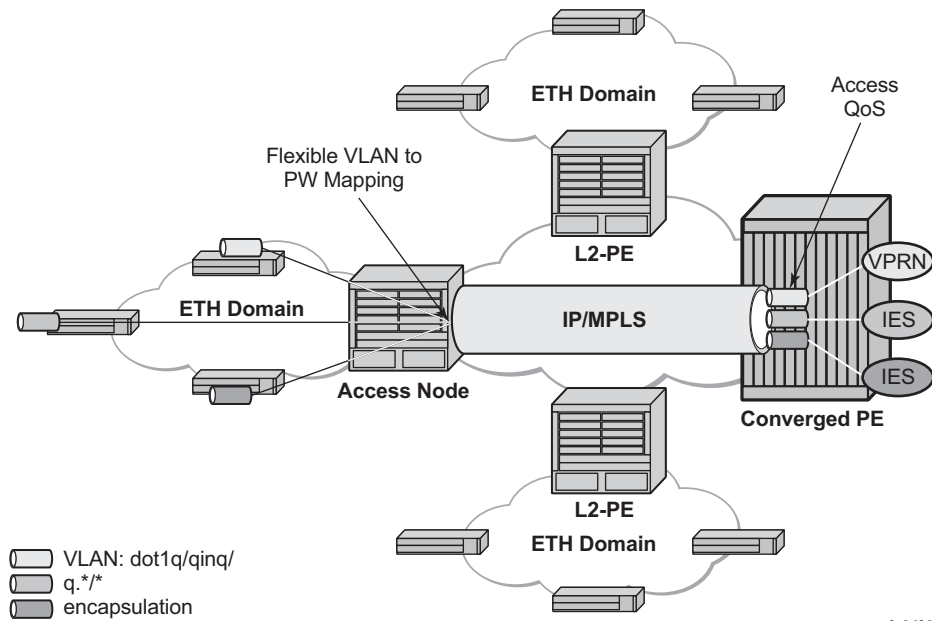 ETH Domain
Access
QoS
Flexible VLAN to
PW Mapping
L2-PE
VPRN
ETH Domain
IP/MPLS
IES
IES
Access Node
Converged PE
L2-PE
ETH Domain
VLAN: dot1q/qinq/
q.*/*
encapsulation